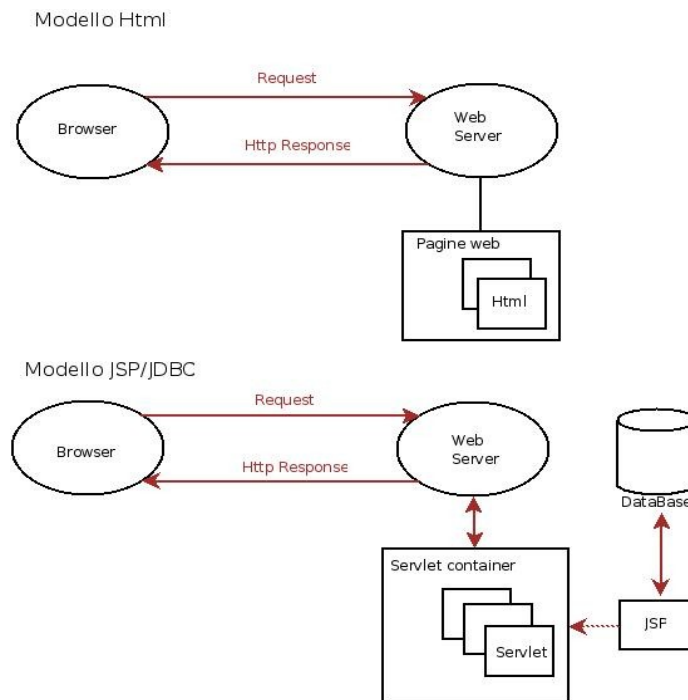 Modello Html
Request
Browser
Web
Server
Http Response
Pagine web
Html
Modello JSP/JDBC
Request
Browser
Web
Server
Http Response
DataBase
Servlet container
JSP
Servlet